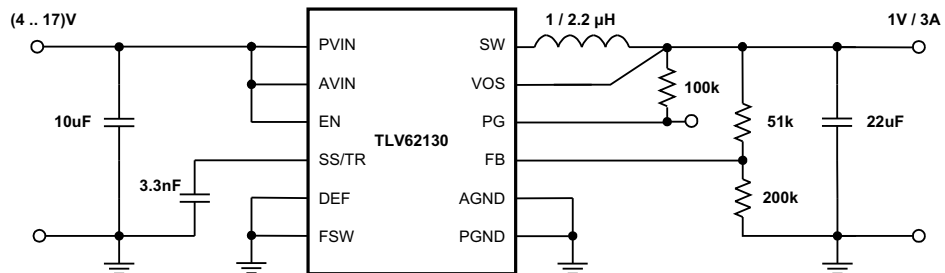 (4 .. 17)V
1 / 2.2 µH
1V / 3A
PVIN
SW
AVIN
VOS
100k
10uF
EN
PG
51k
22uF
TLV62130
SS/TR
FB
3.3nF
DEF
AGND
200k
FSW
PGND